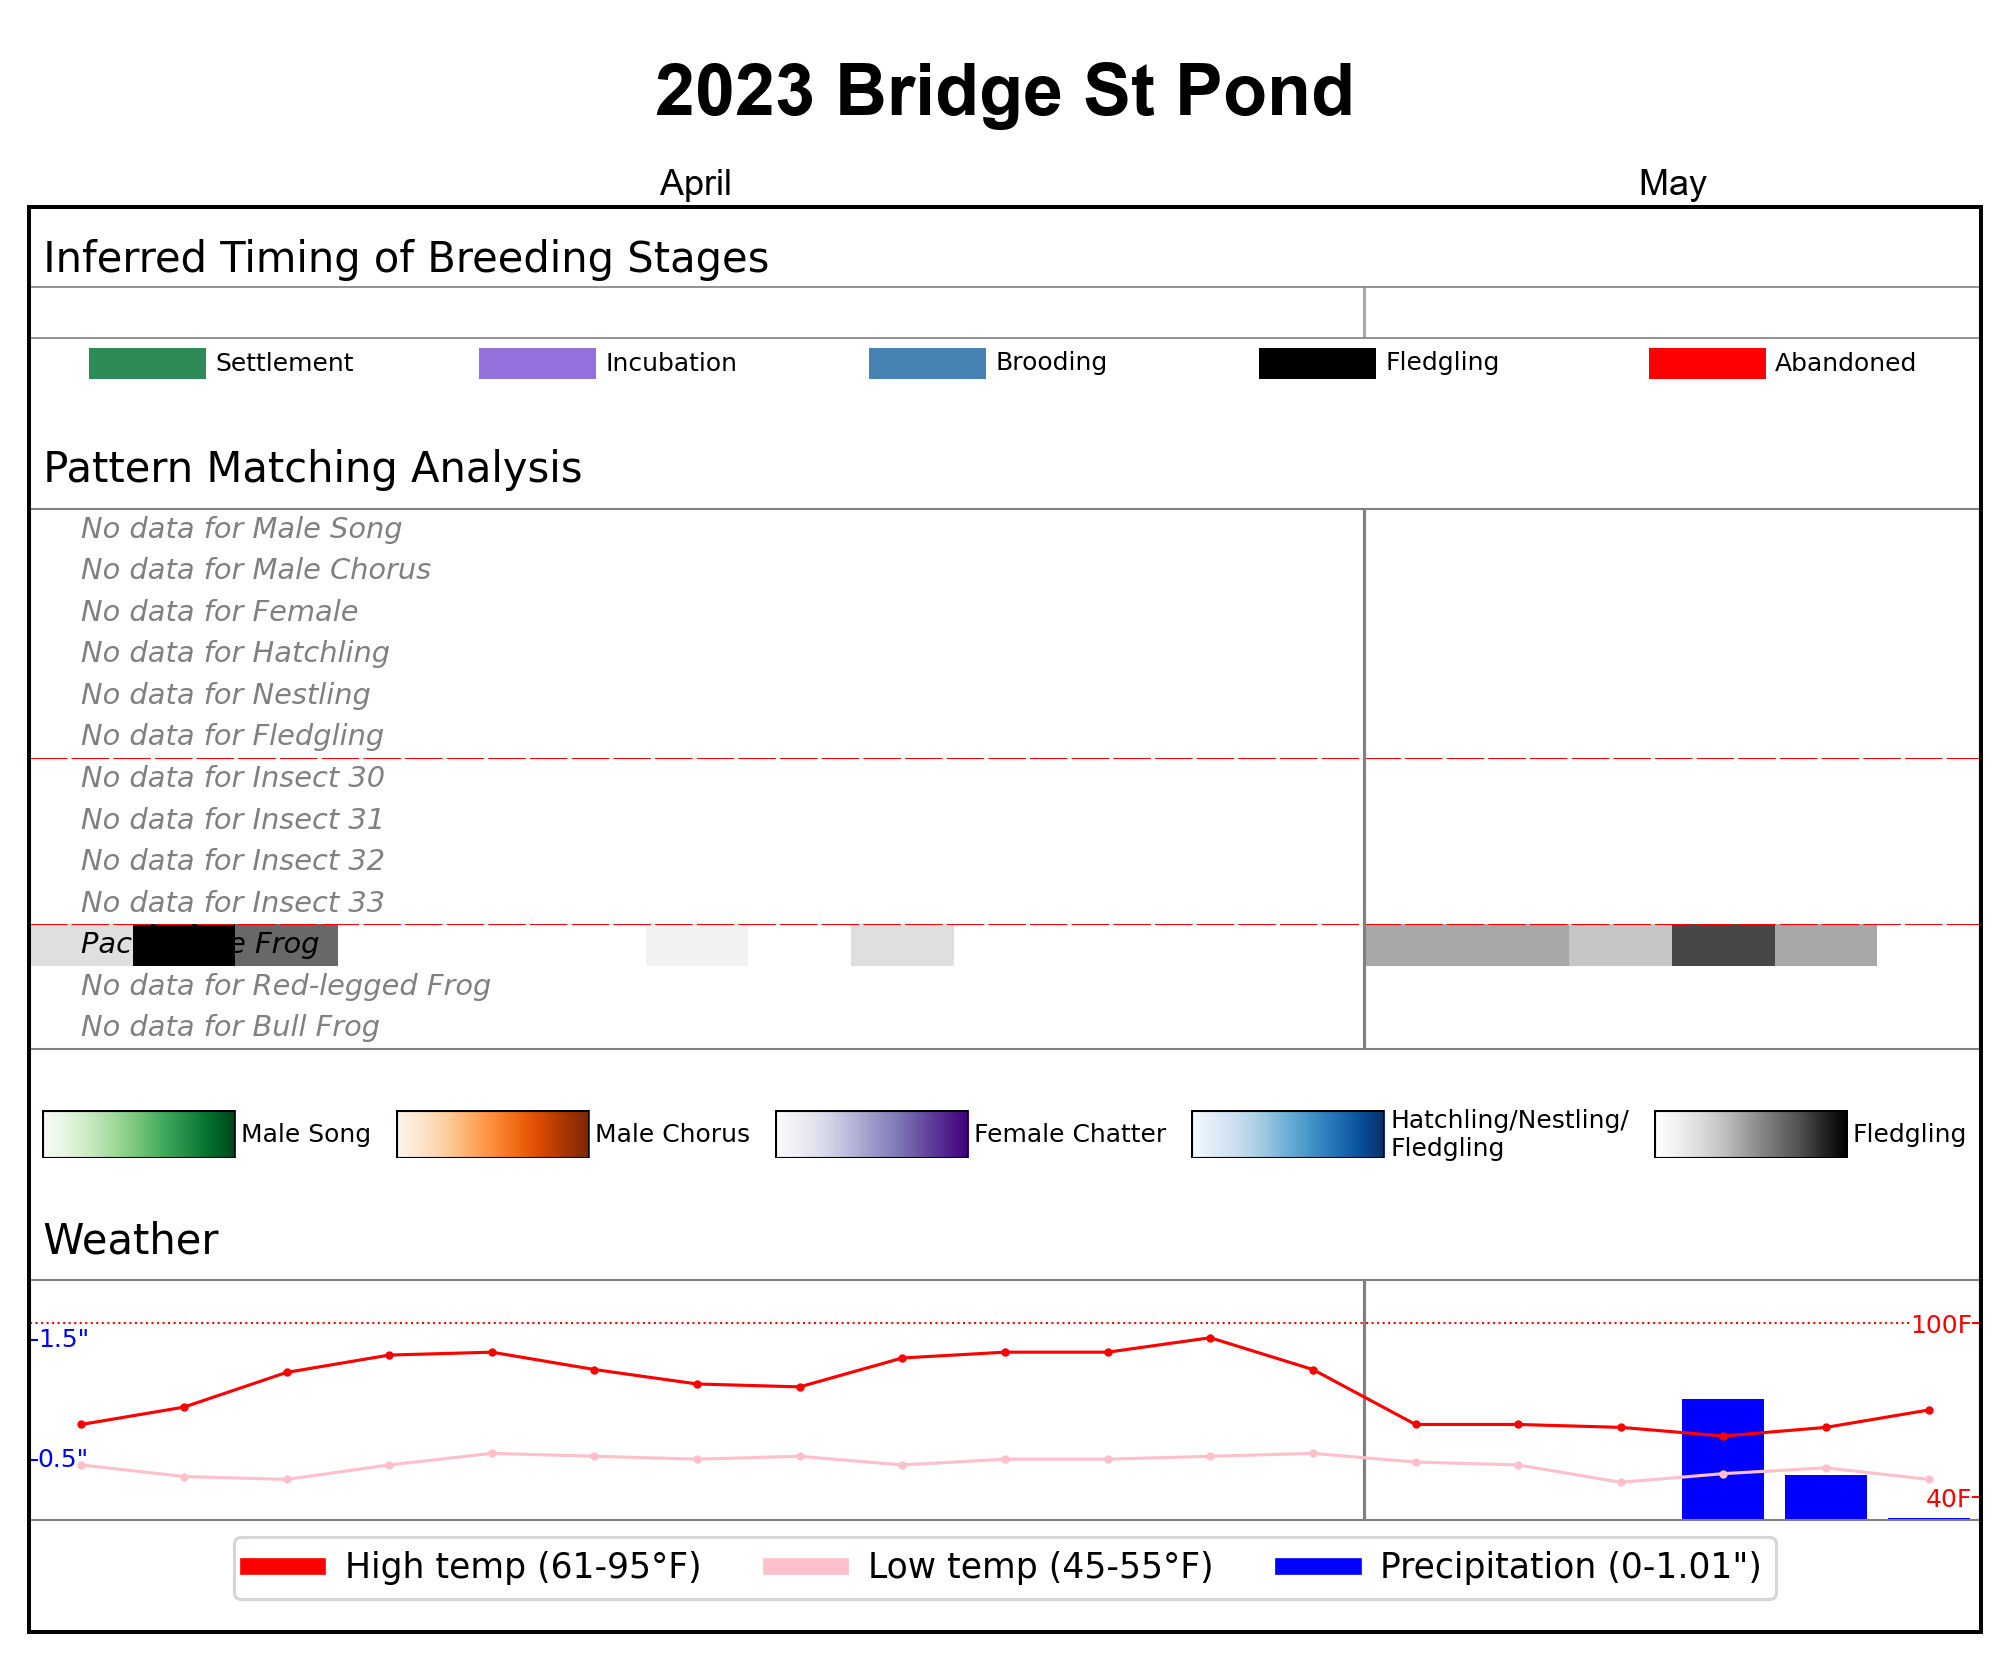 2023 Bridge St Pond
April May
Inferred Timing of Breeding Stages
Settlement Incubation Brooding Fledgling Abandoned
Pattern Matching Analysis
No data for Male Song
No data for Male Chorus
No data for Female
No data for Hatchling
No data for Nestling
No data for Fledgling
No data for Insect 30
No data for Insect 31
No data for Insect 32
No data for Insect 33
Frog
No data for Red-legged Frog
No data for Bull Frog
Male Song Male Chorus Female Chatter Hatchling/Nestling/
Fledgling Fledgling
Weather
1.5" 100F
0.5" 40F
High temp (61-95°F) Low temp (45-55°F) Precipitation (0-1.01")